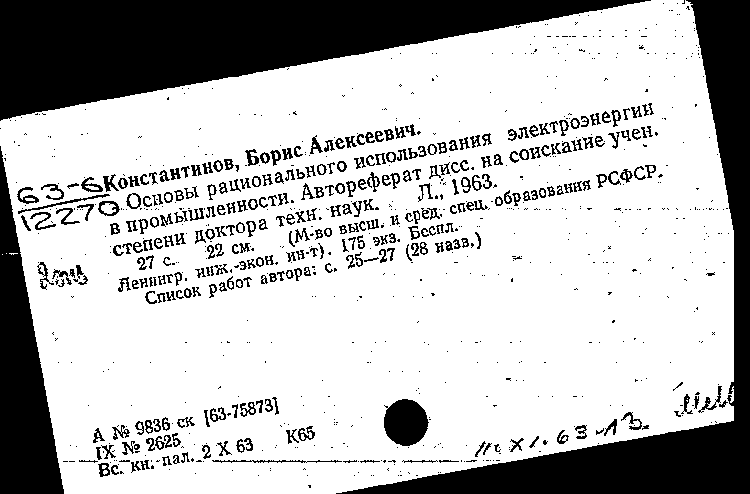 63-6
12270
Константинов, Борис Алексеевич.
Основы рационального использования электроэнергии
в промышленности. Автореферат дисс. на соискание учен.
степени доктора техн. наук. Л., 1963.
27 с. 22 см. (М-во высш. и сред. спец. образования РСФСР.
Ленингр. инж.-экон. ин-т). 175 экз. Беспл.
Список работ автора: с. 25—27 (28 назв.)
А № 9836 ск [63-75873]
IX № 2625
Вс. кн. пал. 2 X 63 К65
XI. 63